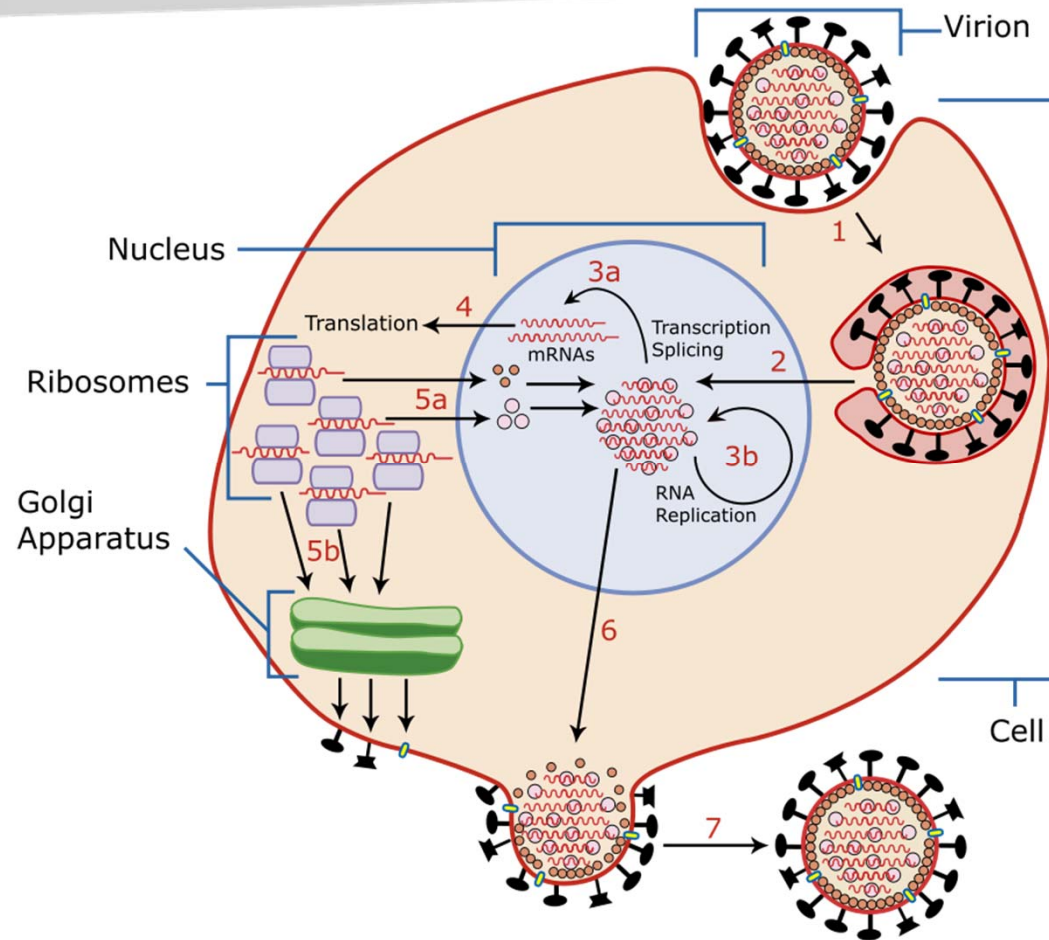 Virion
1
Nucleus
3a
4
Translation
mRNAs
Transcription
Splicing
2
Ribosomes
5a
3b
RNA
Replication
Golgi
Apparatus
5b
6
Cell
7